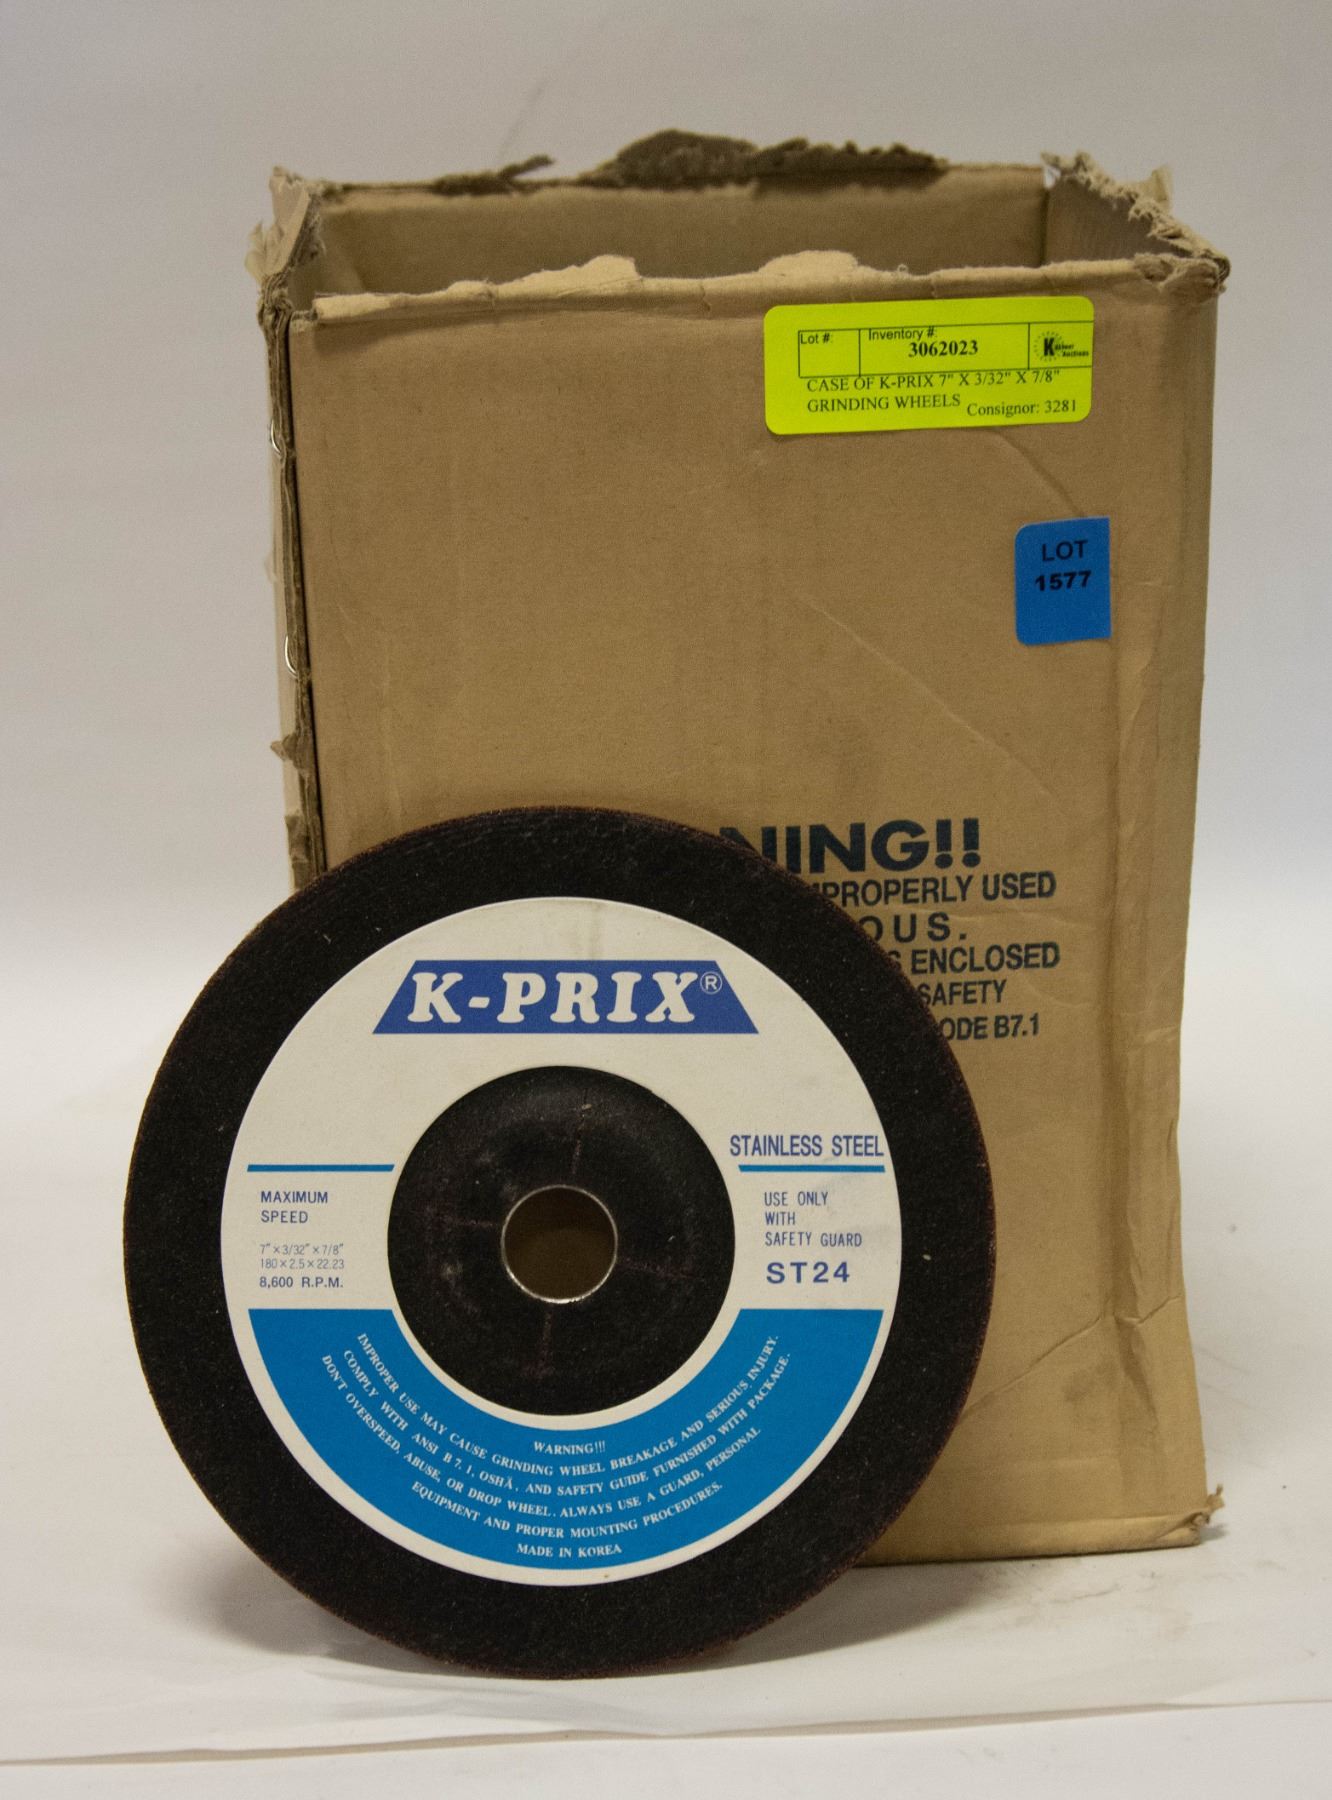 Lot #:
Inventory #:
3062023
CASE OF K-PRIX 7" X 3/32" X 7/8"
GRINDING WHEELS
Consignor: 3281
LOT
1577
NING!!
IMPROPERLY USED
OUS.
ENCLOSED
SAFETY
ODE B7.1
K-PRIX®
STAINLESS STEEL
MAXIMUM
SPEED
7"×3/32"×7/8"
180×2.5×22.23
8,600 R.P.M.
USE ONLY
WITH
SAFETY GUARD
ST24
WARNING!!!
IMPROPER USE MAY CAUSE GRINDING WHEEL BREAKAGE AND SERIOUS INJURY.
COMPLY WITH ANSI B 7. 1, OSHA, AND SAFETY GUIDE FURNISHED WITH PACKAGE.
DON'T OVERSPEED, ABUSE, OR DROP WHEEL. ALWAYS USE A GUARD, PERSONAL
EQUIPMENT AND PROPER MOUNTING PROCEDURES.
MADE IN KOREA